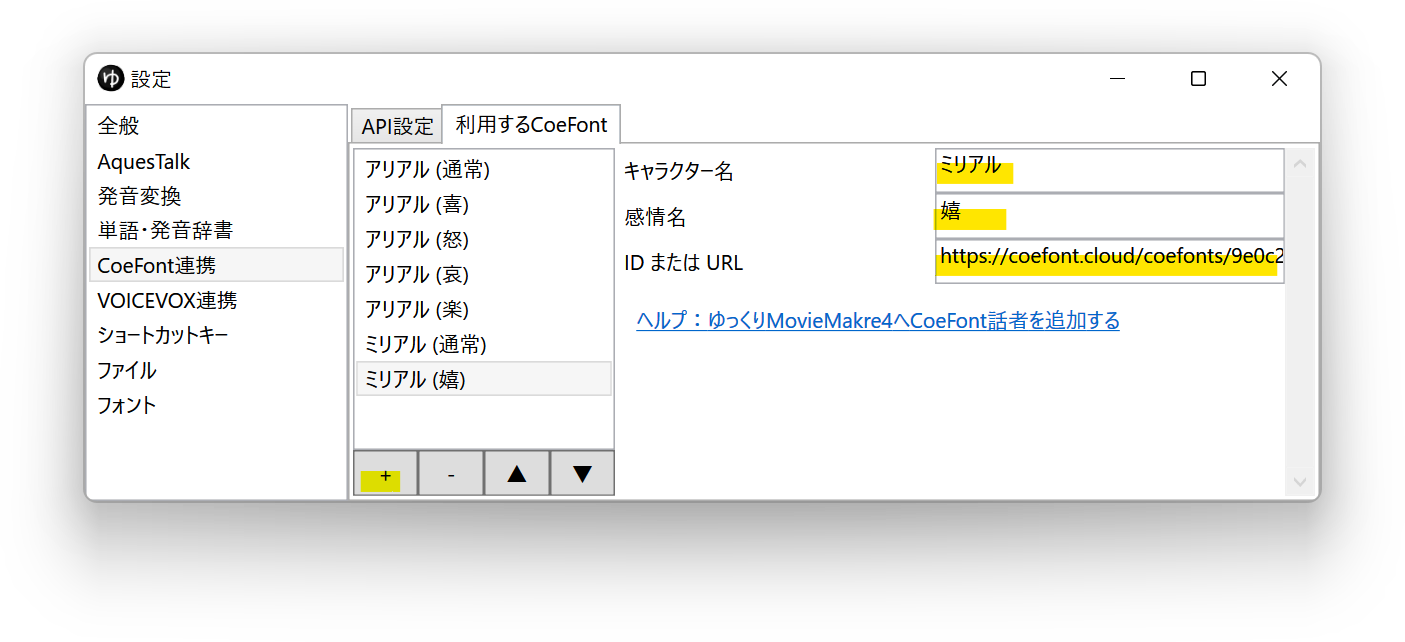 ゆ 設定
全般
AquesTalk
発音変換
単語・発音辞書
CoeFont連携
VOICEVOX連携
ショートカットキー
ファイル
フォント
API設定
利用するCoeFont
アリアル (通常)
アリアル (喜)
アリアル (怒)
アリアル (哀)
アリアル (楽)
ミリアル (通常)
ミリアル (嬉)
+ - ▲ ▼
キャラクター名 ミリアル
感情名 嬉
ID または URL https://coefont.cloud/coefonts/9e0c2
ヘルプ：ゆっくりMovieMakre4へCoeFont話者を追加する